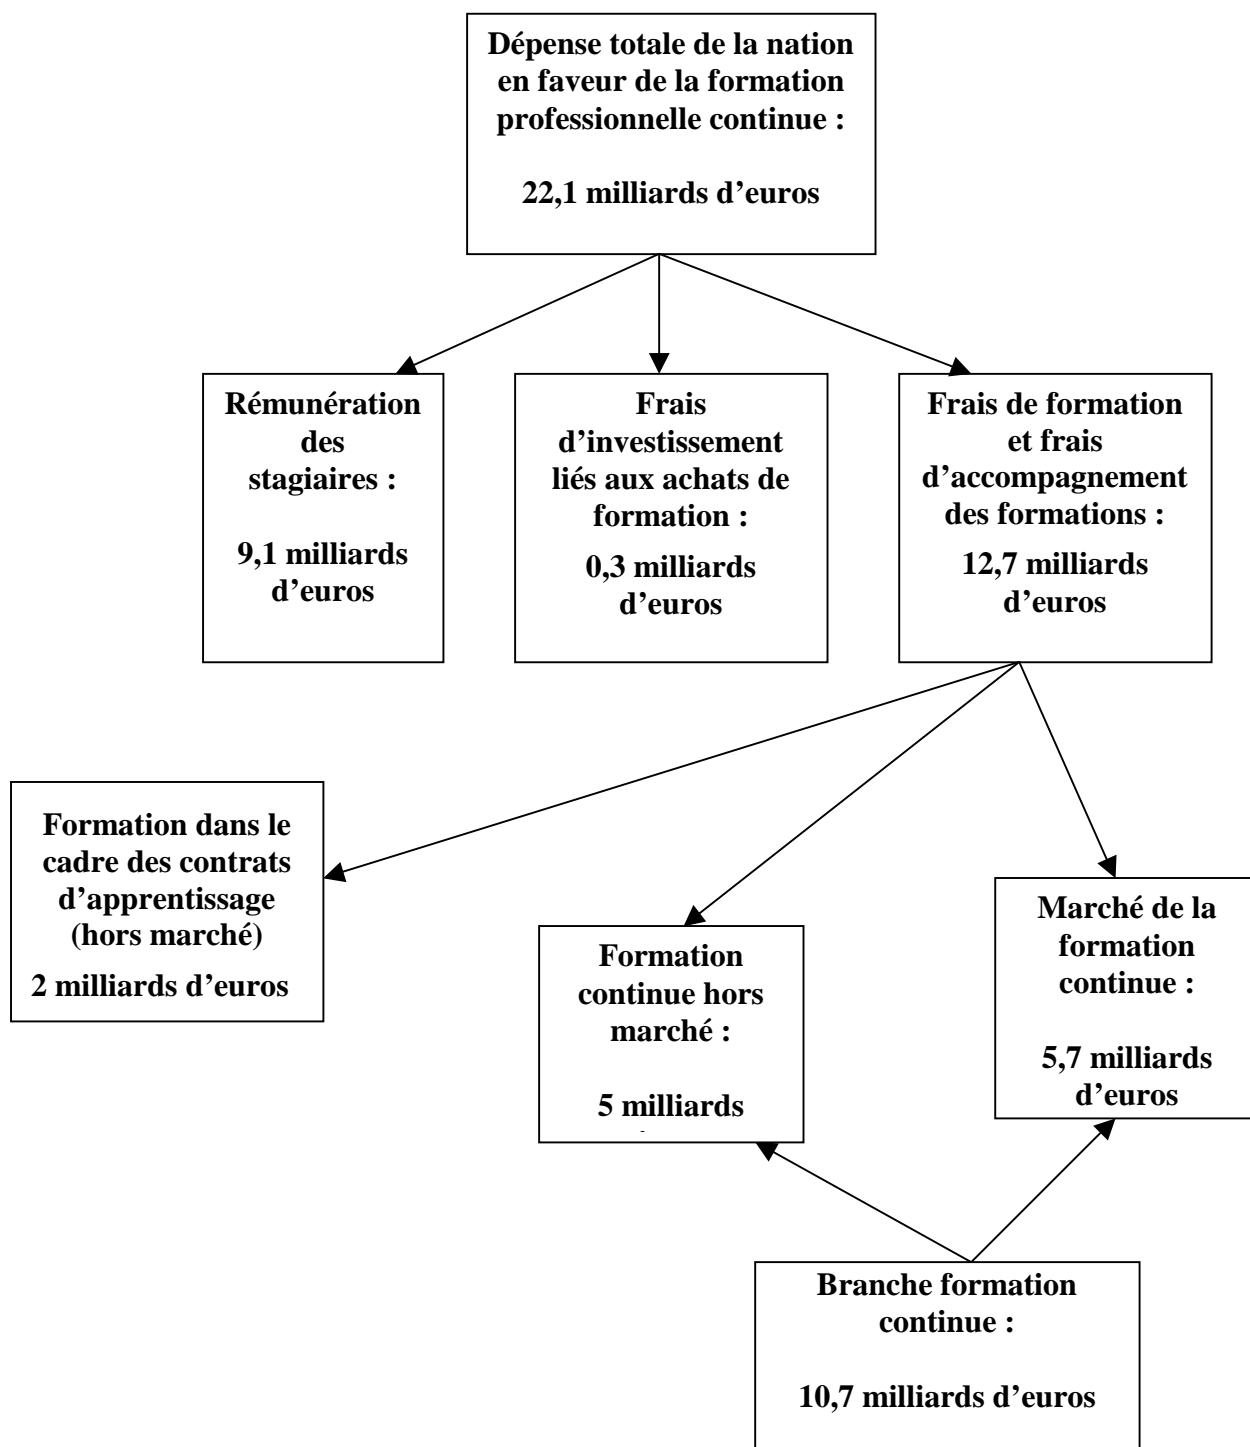 Dépense totale de la nation
en faveur de la formation
professionnelle continue :
22,1 milliards d’euros
Rémunération
des
stagiaires :
9,1 milliards
d’euros
Frais
d’investissement
liés aux achats de
formation :
0,3 milliards
d’euros
Frais de formation
et frais
d’accompagnement
des formations :
12,7 milliards
d’euros
Formation dans le
cadre des contrats
d’apprentissage
(hors marché)
2 milliards d’euros
Formation
continue hors
marché :
5 milliards
Marché de la
formation
continue :
5,7 milliards
d’euros
Branche formation
continue :
10,7 milliards d’euros